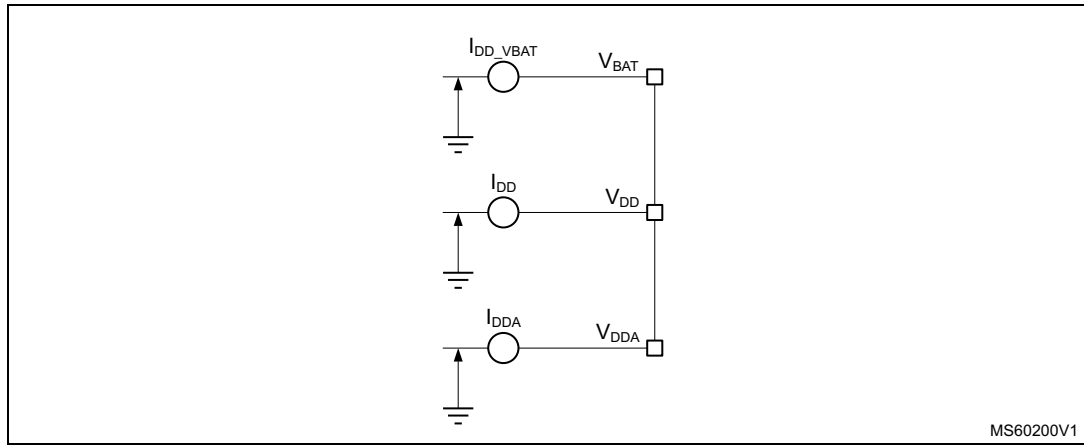 I_DD_VBAT
V_BAT
I_DD
V_DD
I_DDA
V_DDA
MS60200V1